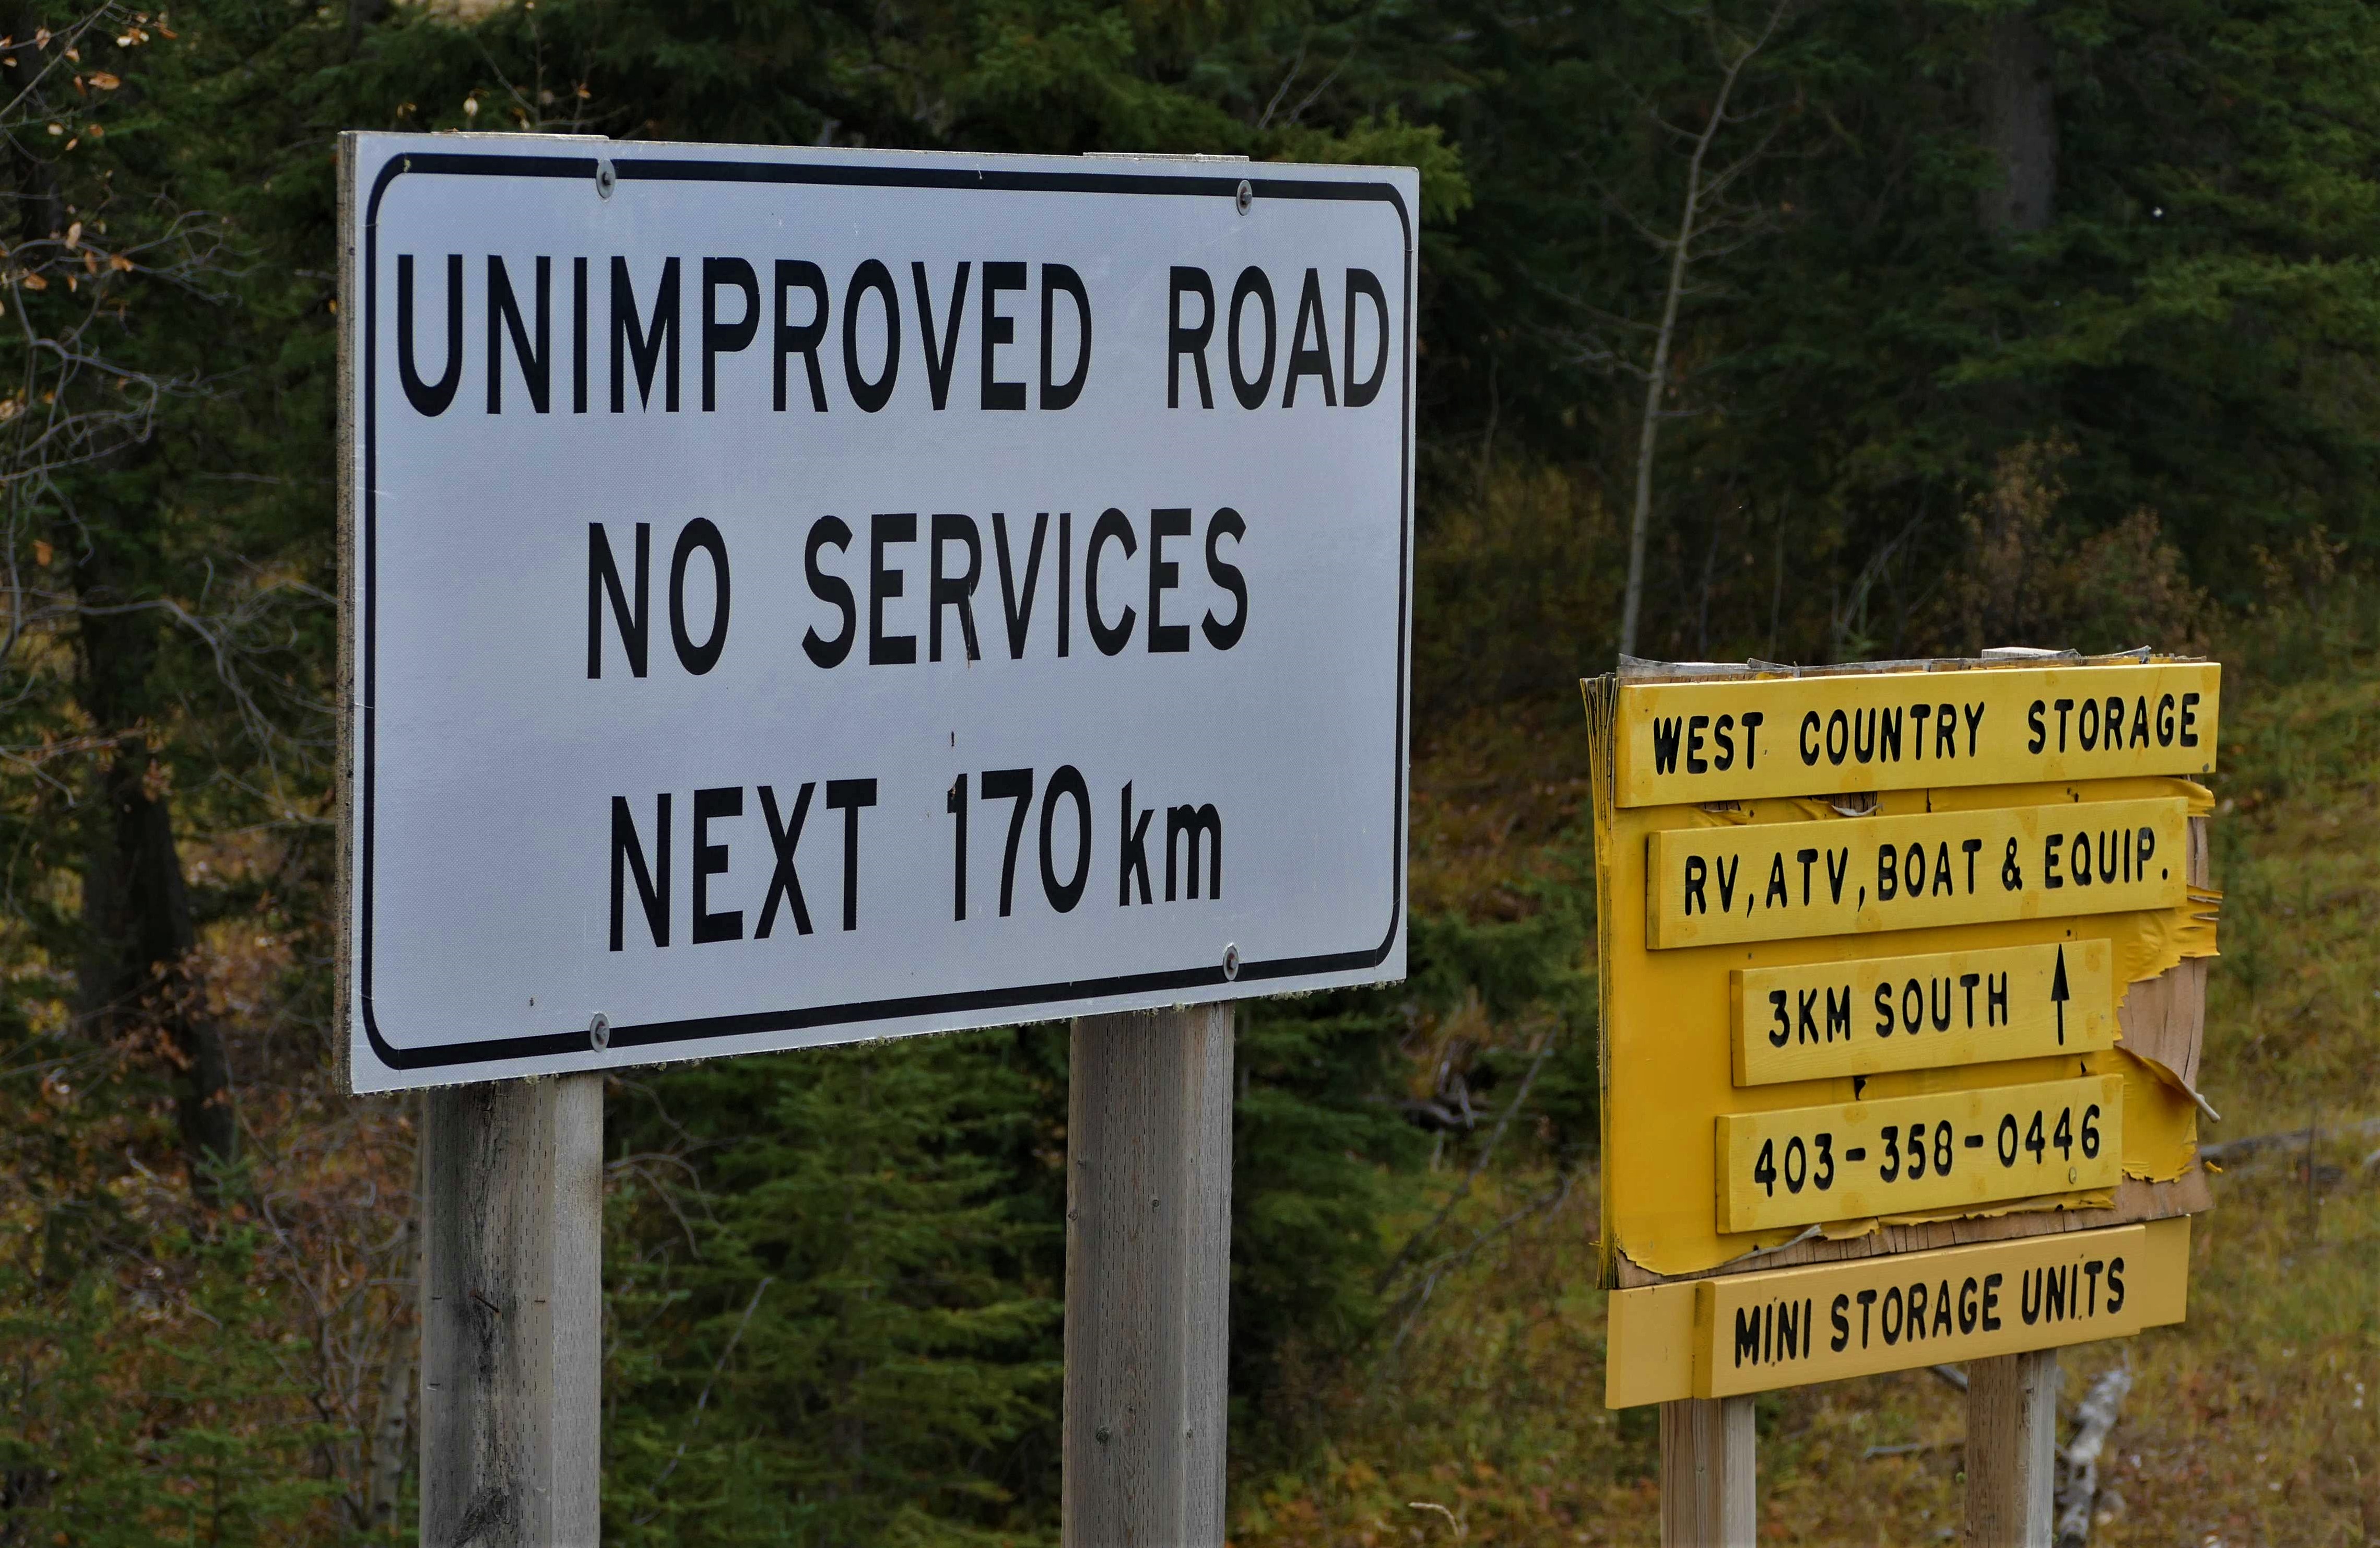 UNIMPROVED ROAD
NO SERVICES
NEXT 170 km
WEST COUNTRY STORAGE
RV, ATV, BOAT & EQUIP.
3KM SOUTH ↑
403-358-0446
MINI STORAGE UNITS